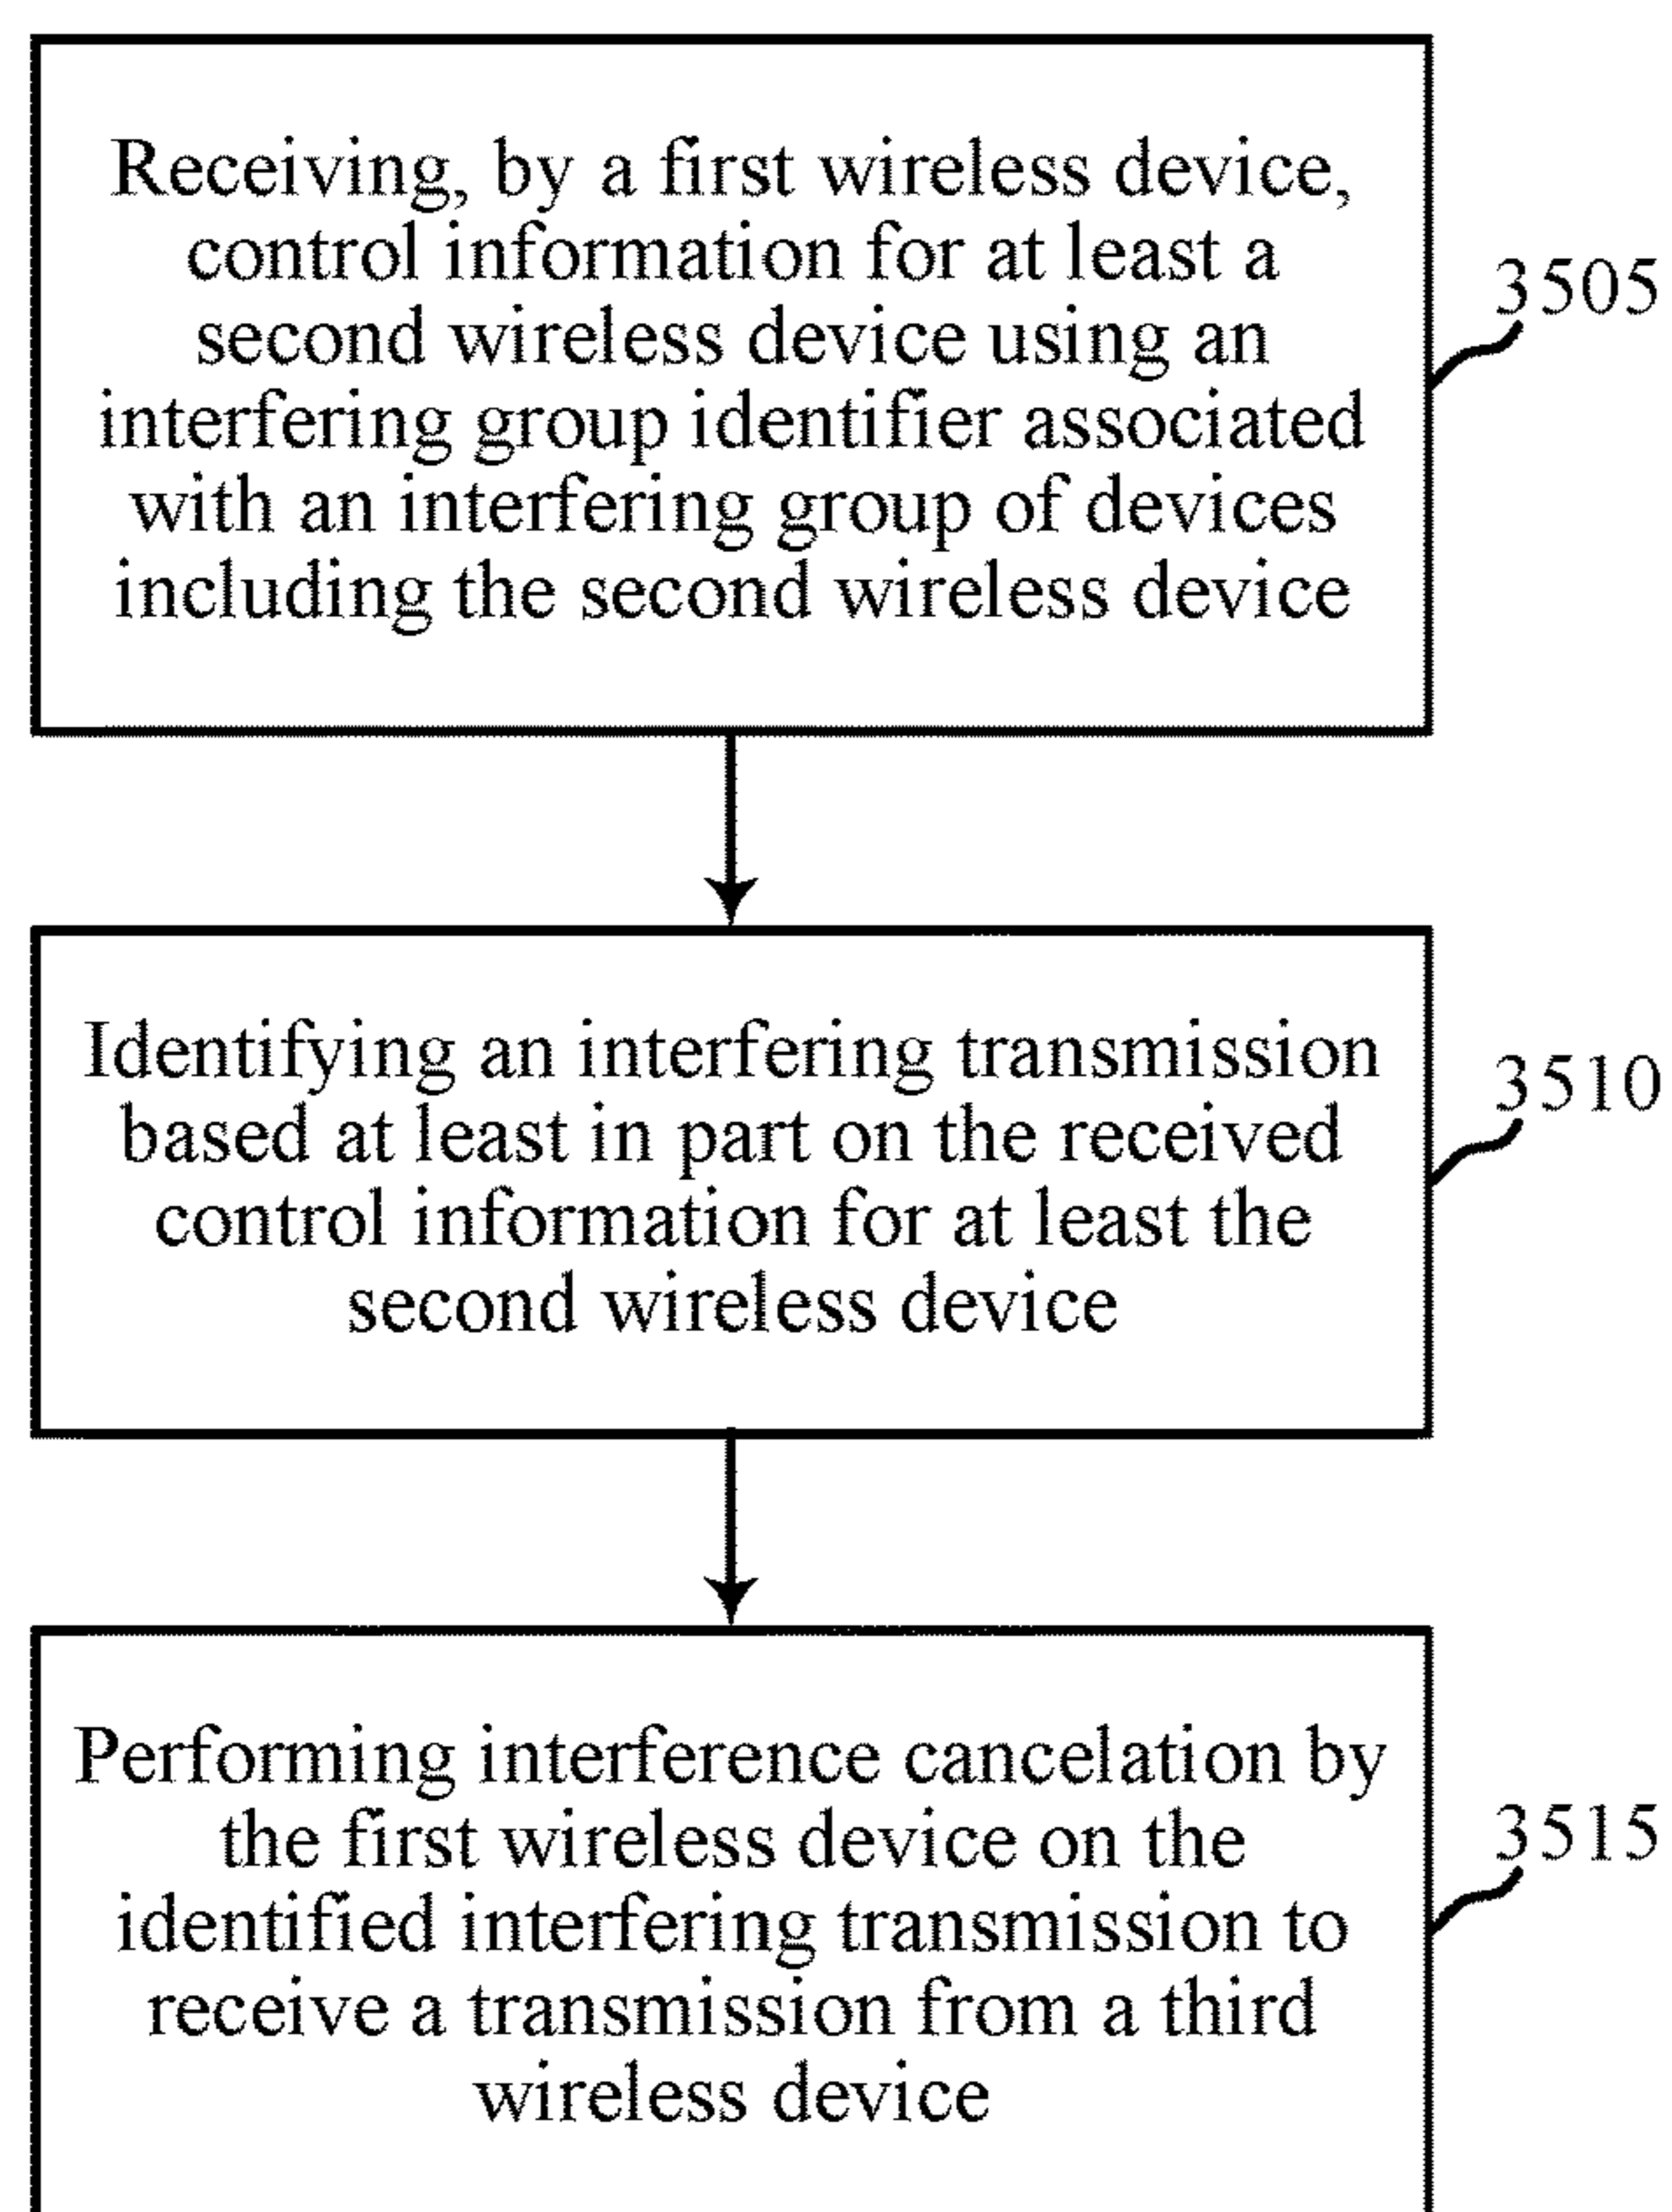 Receiving, by a first wireless device,
control information for at least a
second wireless device using an
interfering group identifier associated
with an interfering group of devices
including the second wireless device
3505
Identifying an interfering transmission
based at least in part on the received
control information for at least the
second wireless device
3510
Performing interference cancelation by
the first wireless device on the
identified interfering transmission to
receive a transmission from a third
wireless device
3515